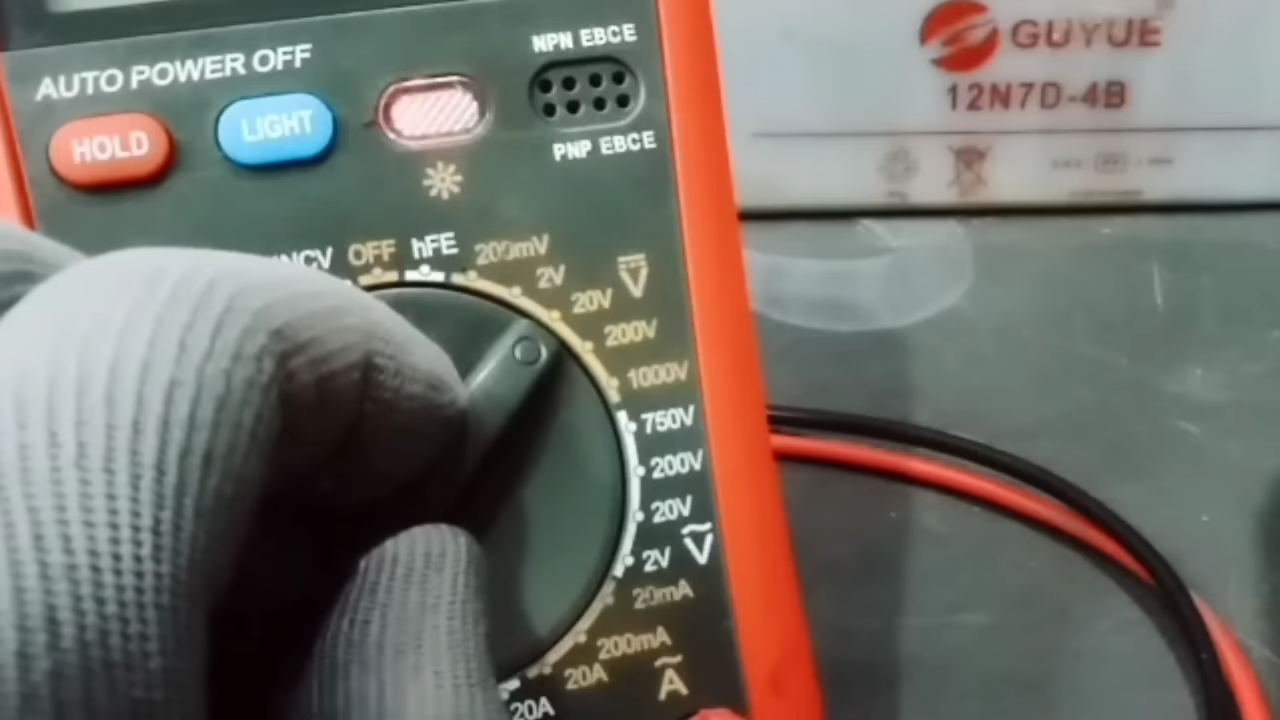 GUYUE
12N7D-4B
NPN EBCE
AUTO POWER OFF
HOLD
LIGHT
PNP EBCE
NCV
OFF
hFE
200mV
2V
20V
V
200V
1000V
750V
200V
20V
2V
V
20mA
200mA
20A
A
20A